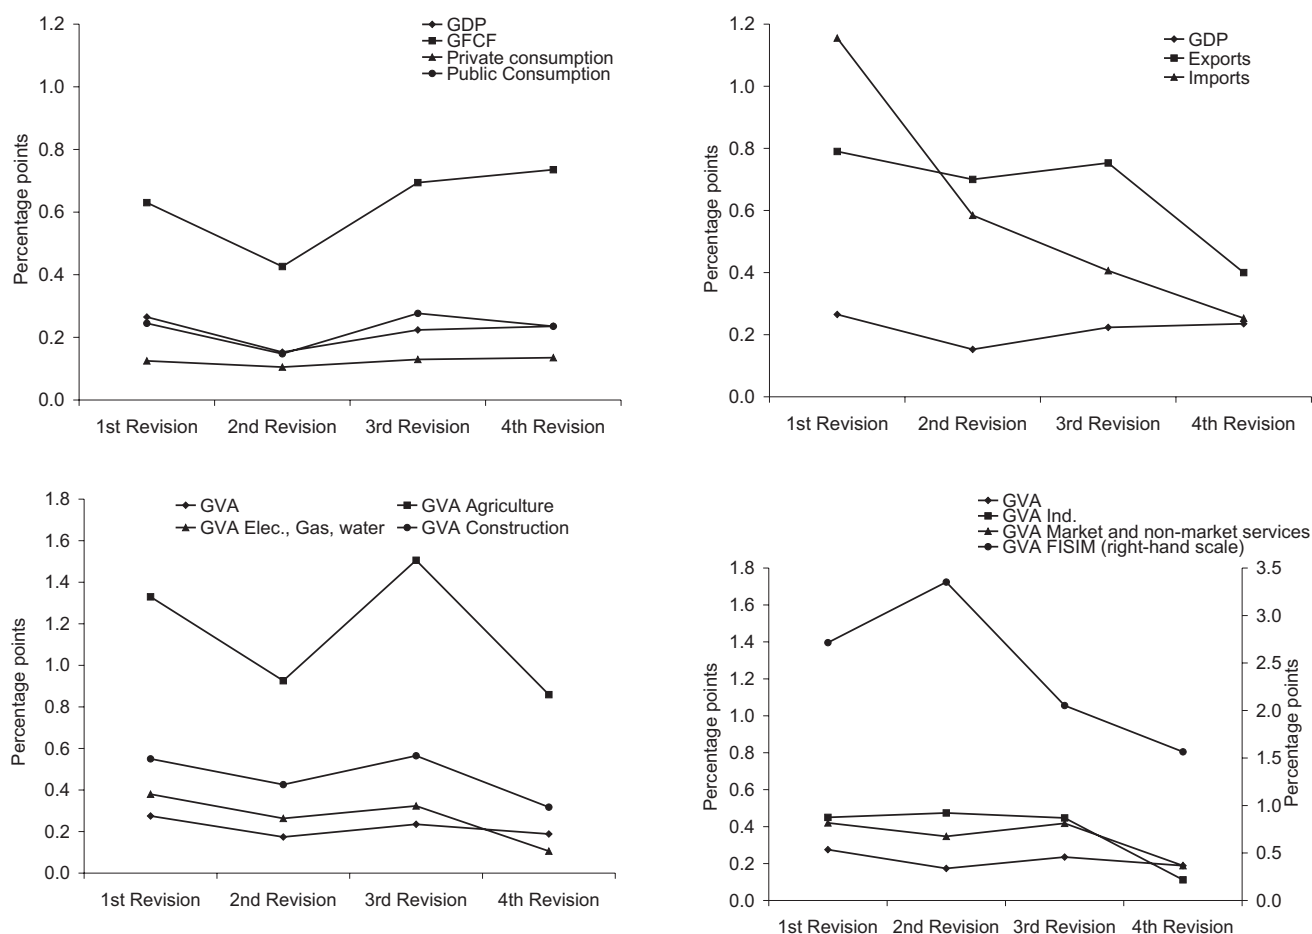 GDP
GFCF
Private consumption
Public Consumption
1.2
1.0
0.8
0.6
0.4
0.2
0.0
Percentage points
1st Revision 2nd Revision 3rd Revision 4th Revision
GDP
Exports
Imports
1.2
1.0
0.8
0.6
0.4
0.2
0.0
Percentage points
1st Revision 2nd Revision 3rd Revision 4th Revision
GVA GVA Agriculture
GVA Elec., Gas, water GVA Construction
1.8
1.6
1.4
1.2
1.0
0.8
0.6
0.4
0.2
0.0
Percentage points
1st Revision 2nd Revision 3rd Revision 4th Revision
GVA
GVA Ind.
GVA Market and non-market services
GVA FISIM (right-hand scale)
1.8
1.6
1.4
1.2
1.0
0.8
0.6
0.4
0.2
0.0
Percentage points
3.5
3.0
2.5
2.0
1.5
1.0
0.5
0.0
Percentage points
1st Revision 2nd Revision 3rd Revision 4th Revision